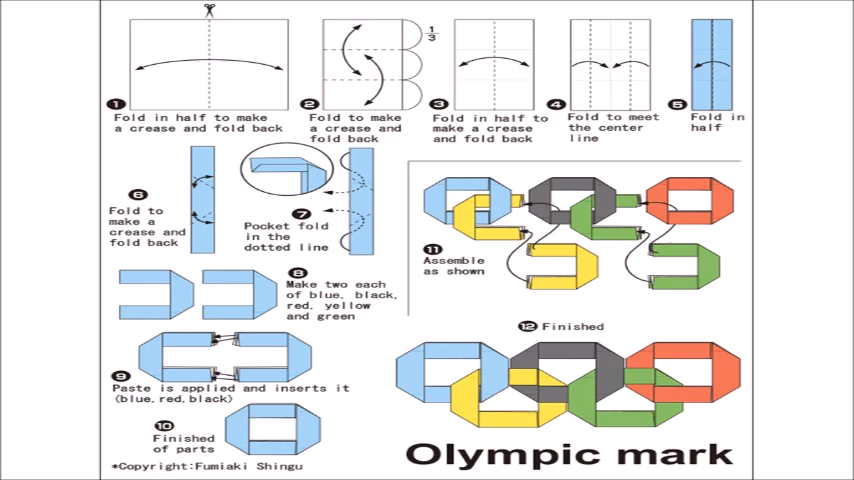 1 Fold in half to make
a crease and fold back
1/3
2 Fold to make
a crease and
fold back
3 Fold in half to
make a crease
and fold back
4 Fold to meet
the center
line
5 Fold in
half
6
Fold to
make a
crease and
fold back
7
Pocket fold
in the
dotted line
8
Make two each
of blue, black,
red, yellow
and green
9
Paste is applied and inserts it
(blue,red,black)
10
Finished
of parts
*Copyright:Fumiaki Shingu
11
Assemble
as shown
12 Finished
Olympic mark